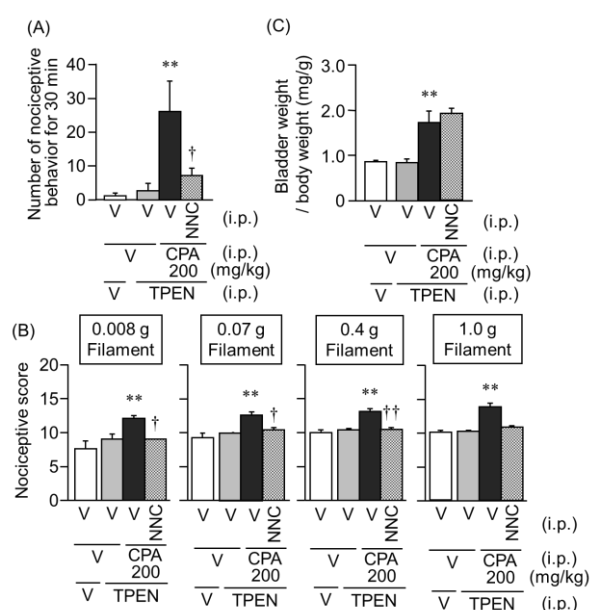 (A)
Number of nociceptive
behavior for 30 min
40
30
20
10
0
**
†
V V V NNC (i.p.)
V CPA (i.p.)
200 (mg/kg)
V TPEN (i.p.)
(C)
Bladder weight
/ body weight (mg/g)
3.0
2.0
1.0
0
**
V V V NNC (i.p.)
V CPA (i.p.)
200 (mg/kg)
V TPEN (i.p.)
(B)
0.008 g
Filament
0.07 g
Filament
0.4 g
Filament
1.0 g
Filament
Nociceptive score
20
15
10
5
0
** † ** † ** †† **
V V V NNC V V V NNC V V V NNC V V V NNC (i.p.)
V CPA V CPA V CPA V CPA (i.p.)
200 200 200 200 (mg/kg)
V TPEN V TPEN V TPEN V TPEN (i.p.)